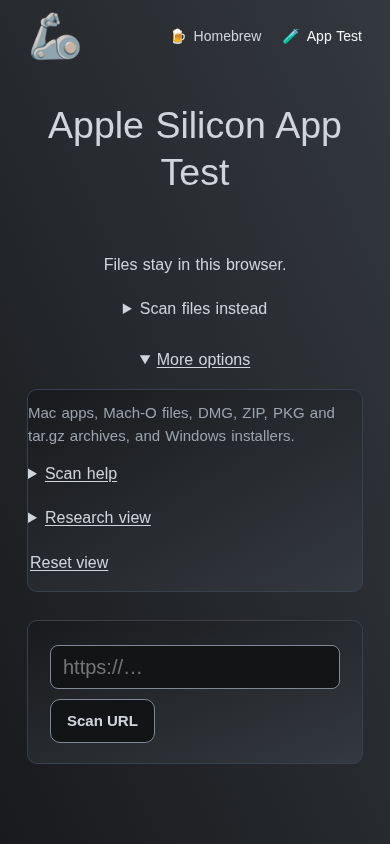 🍺 Homebrew
🧪 App Test
Apple Silicon App
Test
Files stay in this browser.
▶ Scan files instead
▼ More options
Mac apps, Mach-O files, DMG, ZIP, PKG and
tar.gz archives, and Windows installers.
▶ Scan help
▶ Research view
Reset view
https://…
Scan URL